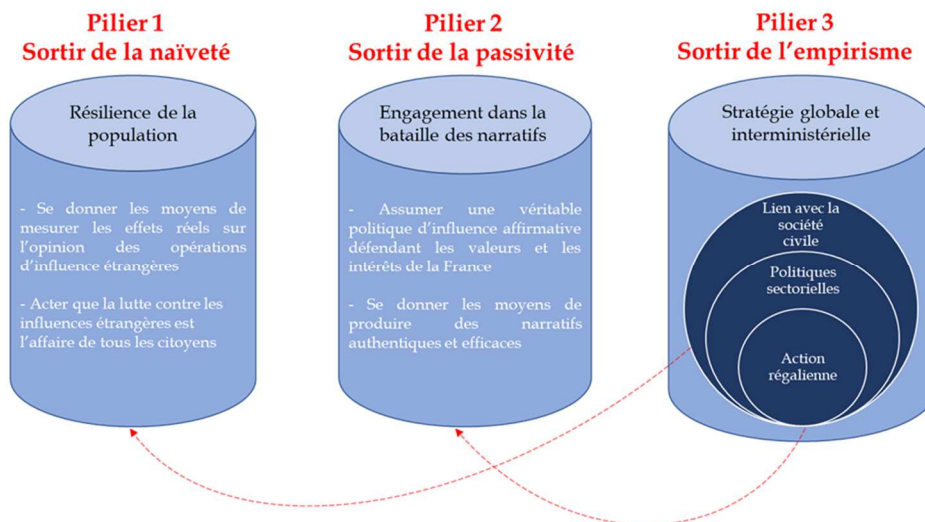 Pilier 1
Sortir de la naïveté
Résilience de la
population
- Se donner les moyens de
mesurer les effets réels sur
l'opinion des opérations
d'influence étrangères
- Acter que la lutte contre les
influences étrangères est
l'affaire de tous les citoyens
Pilier 2
Sortir de la passivité
Engagement dans la
bataille des narratifs
- Assumer une véritable
politique d'influence affirmative
défendant les valeurs et les
intérêts de la France
- Se donner les moyens de
produire des narratifs
authentiques et efficaces
Pilier 3
Sortir de l'empirisme
Stratégie globale et
interministérielle
Lien avec la
société
civile
Politiques
sectorielles
Action
régalienne